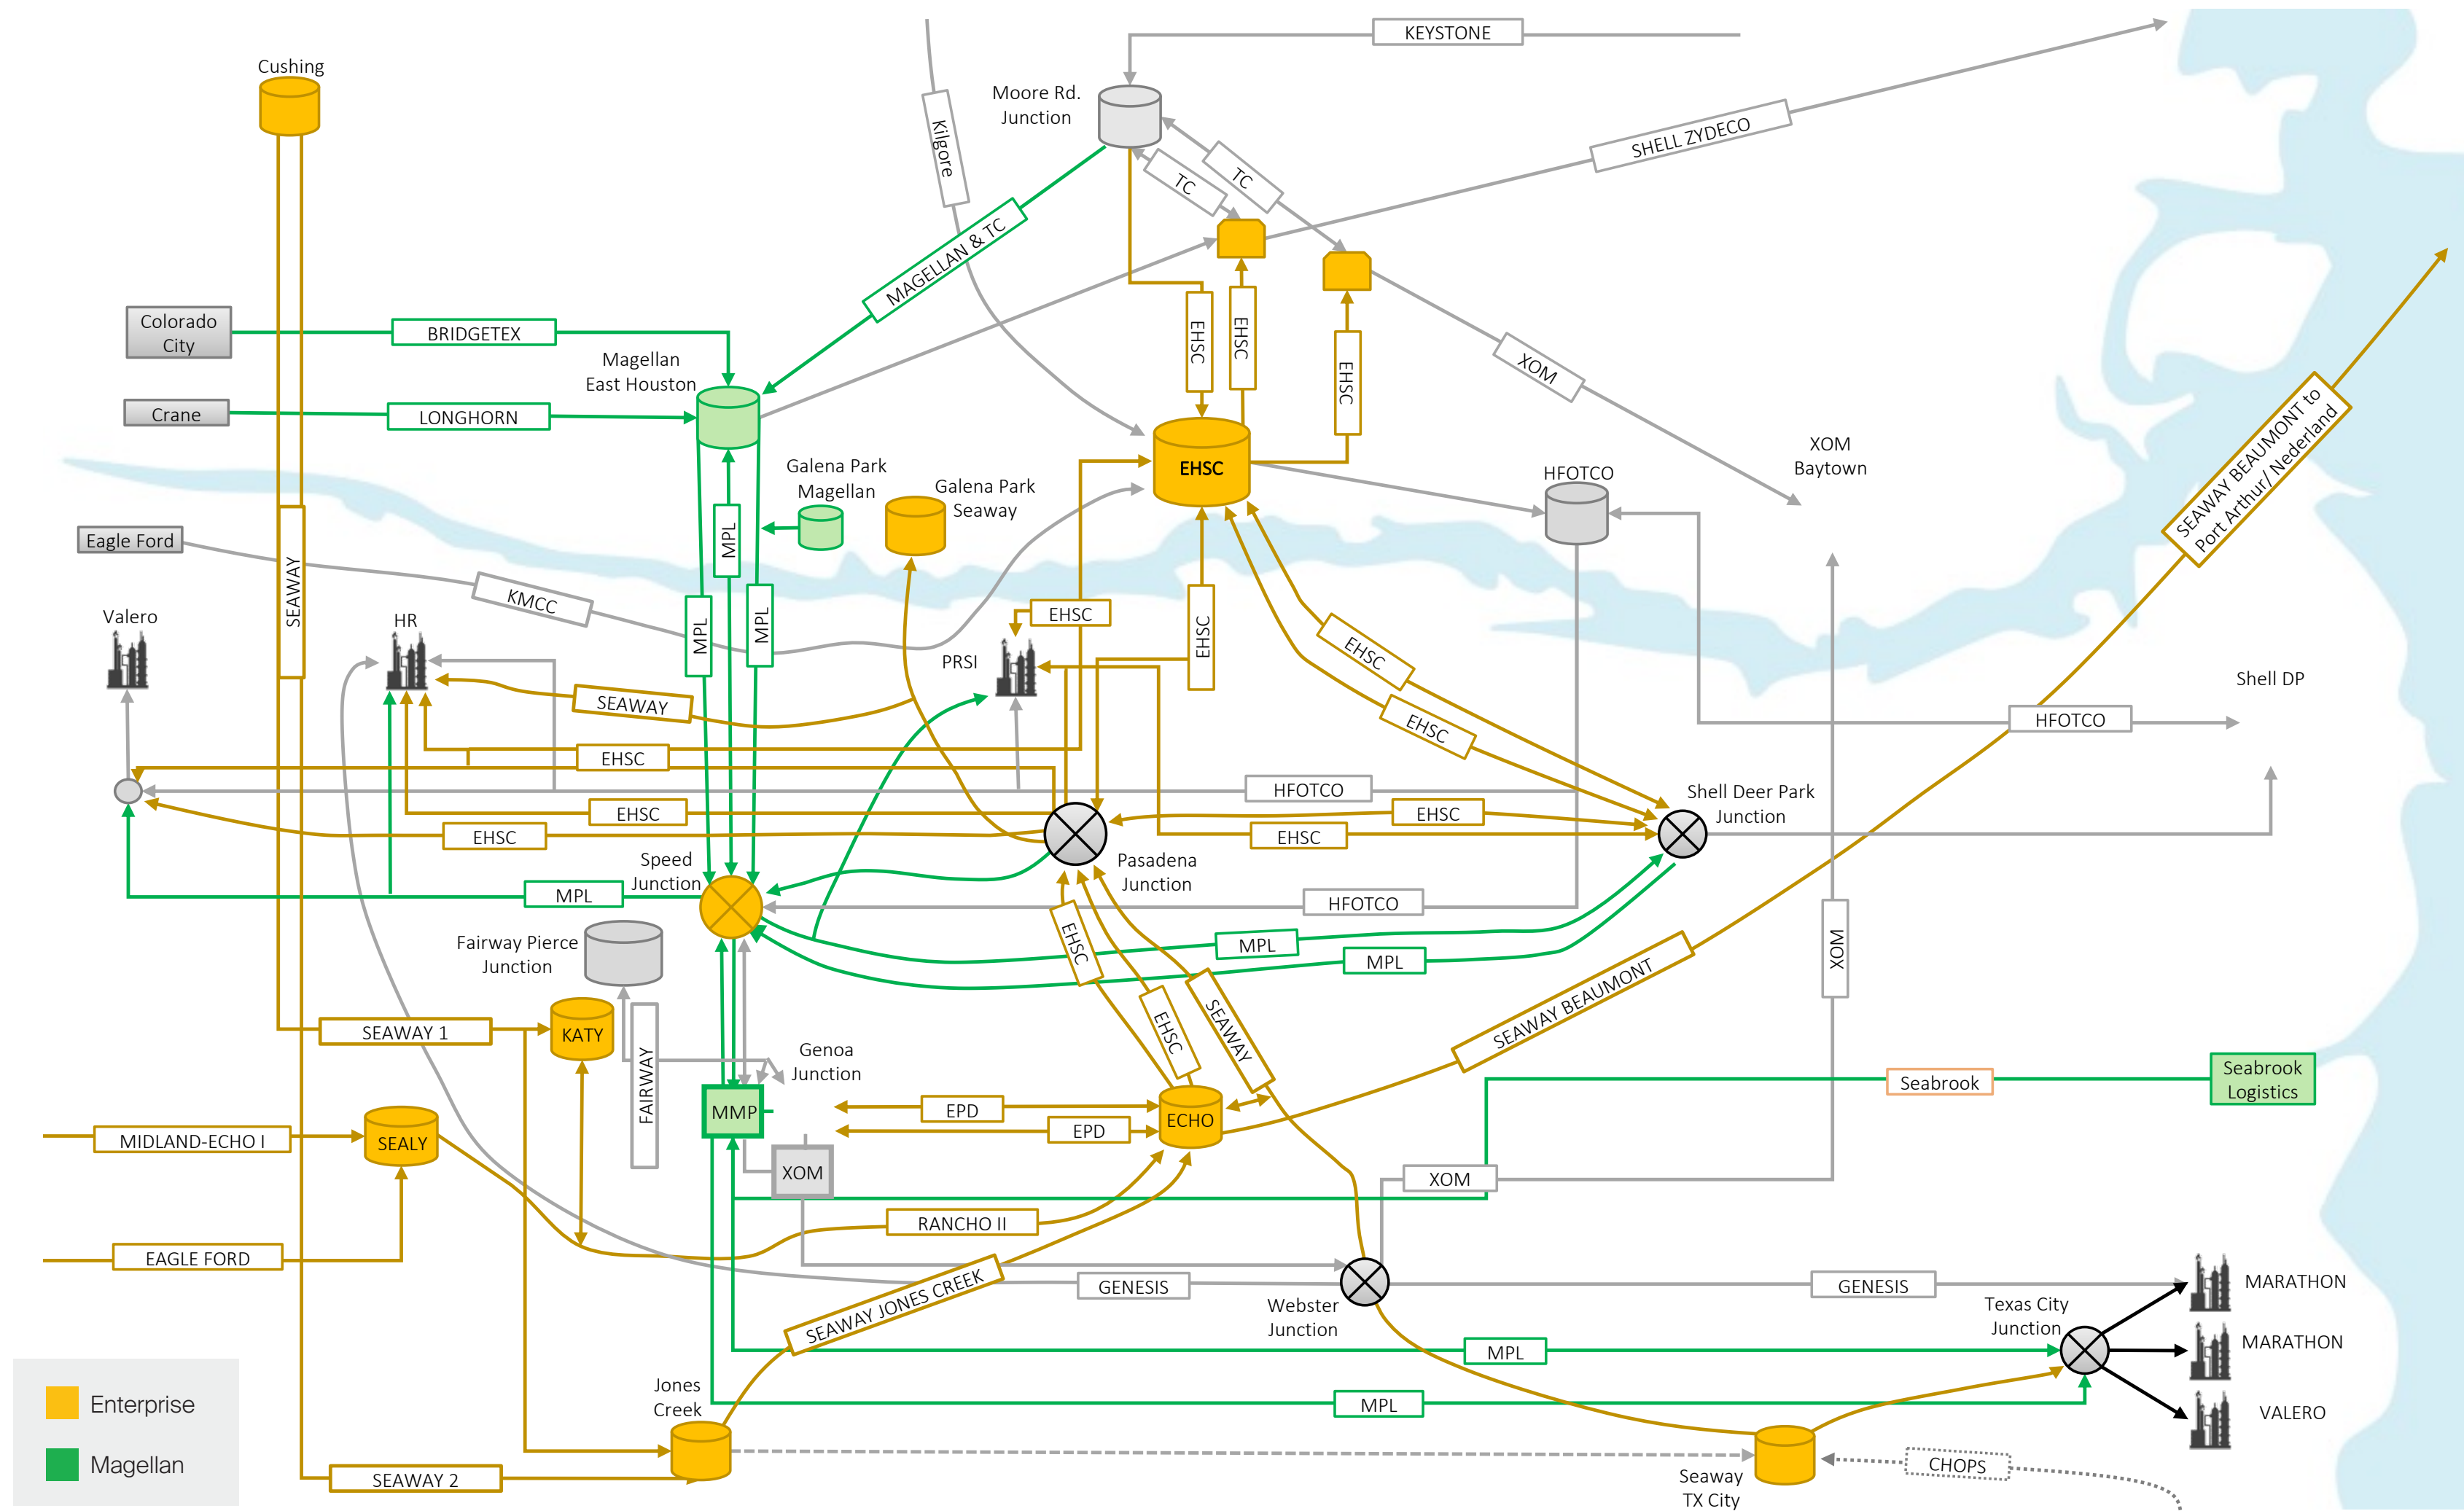 KEYSTONE
Cushing
Moore Rd.
Junction
Kilgore
SHELL ZYDECO
TC
TC
MAGELLAN & TC
Colorado
City
BRIDGETEX
Magellan
East Houston
EHSC
EHSC
EHSC
XOM
Crane
LONGHORN
SEAWAY BEAUMONT to
Port Arthur/ Nederland
XOM
Baytown
Galena Park
Magellan
Galena Park
Seaway
EHSC
HFOTCO
Eagle Ford
MPL
SEAWAY
KMCC
Valero
HR
MPL
MPL
EHSC
EHSC
PRSI
EHSC
EHSC
Shell DP
SEAWAY
HFOTCO
EHSC
HFOTCO
Shell Deer Park
Junction
EHSC
EHSC
EHSC
EHSC
Speed
Junction
Pasadena
Junction
MPL
HFOTCO
Fairway Pierce
Junction
EHSC
MPL
MPL
XOM
SEAWAY 1
KATY
FAIRWAY
Genoa
Junction
EHSC
SEAWAY
SEAWAY BEAUMONT
Seabrook
Seabrook
Logistics
MMP
EPD
EPD
ECHO
MIDLAND-ECHO I
SEALY
XOM
XOM
RANCHO II
EAGLE FORD
SEAWAY JONES CREEK
GENESIS
GENESIS
MARATHON
Webster
Junction
Texas City
Junction
MARATHON
MPL
Jones
Creek
MPL
VALERO
Enterprise
Magellan
SEAWAY 2
CHOPS
Seaway
TX City